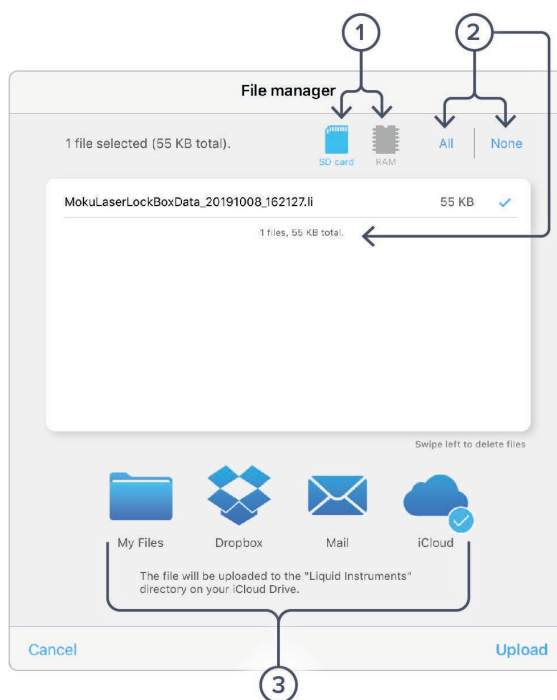 1
2
File manager
1 file selected (55 KB total).
SD card
RAM
All
None
MokuLaserLockBoxData_20191008_162127.li
55 KB
1 files, 55 KB total.
Swipe left to delete files
My Files
Dropbox
Mail
iCloud
The file will be uploaded to the "Liquid Instruments"
directory on your iCloud Drive.
Cancel
Upload
3